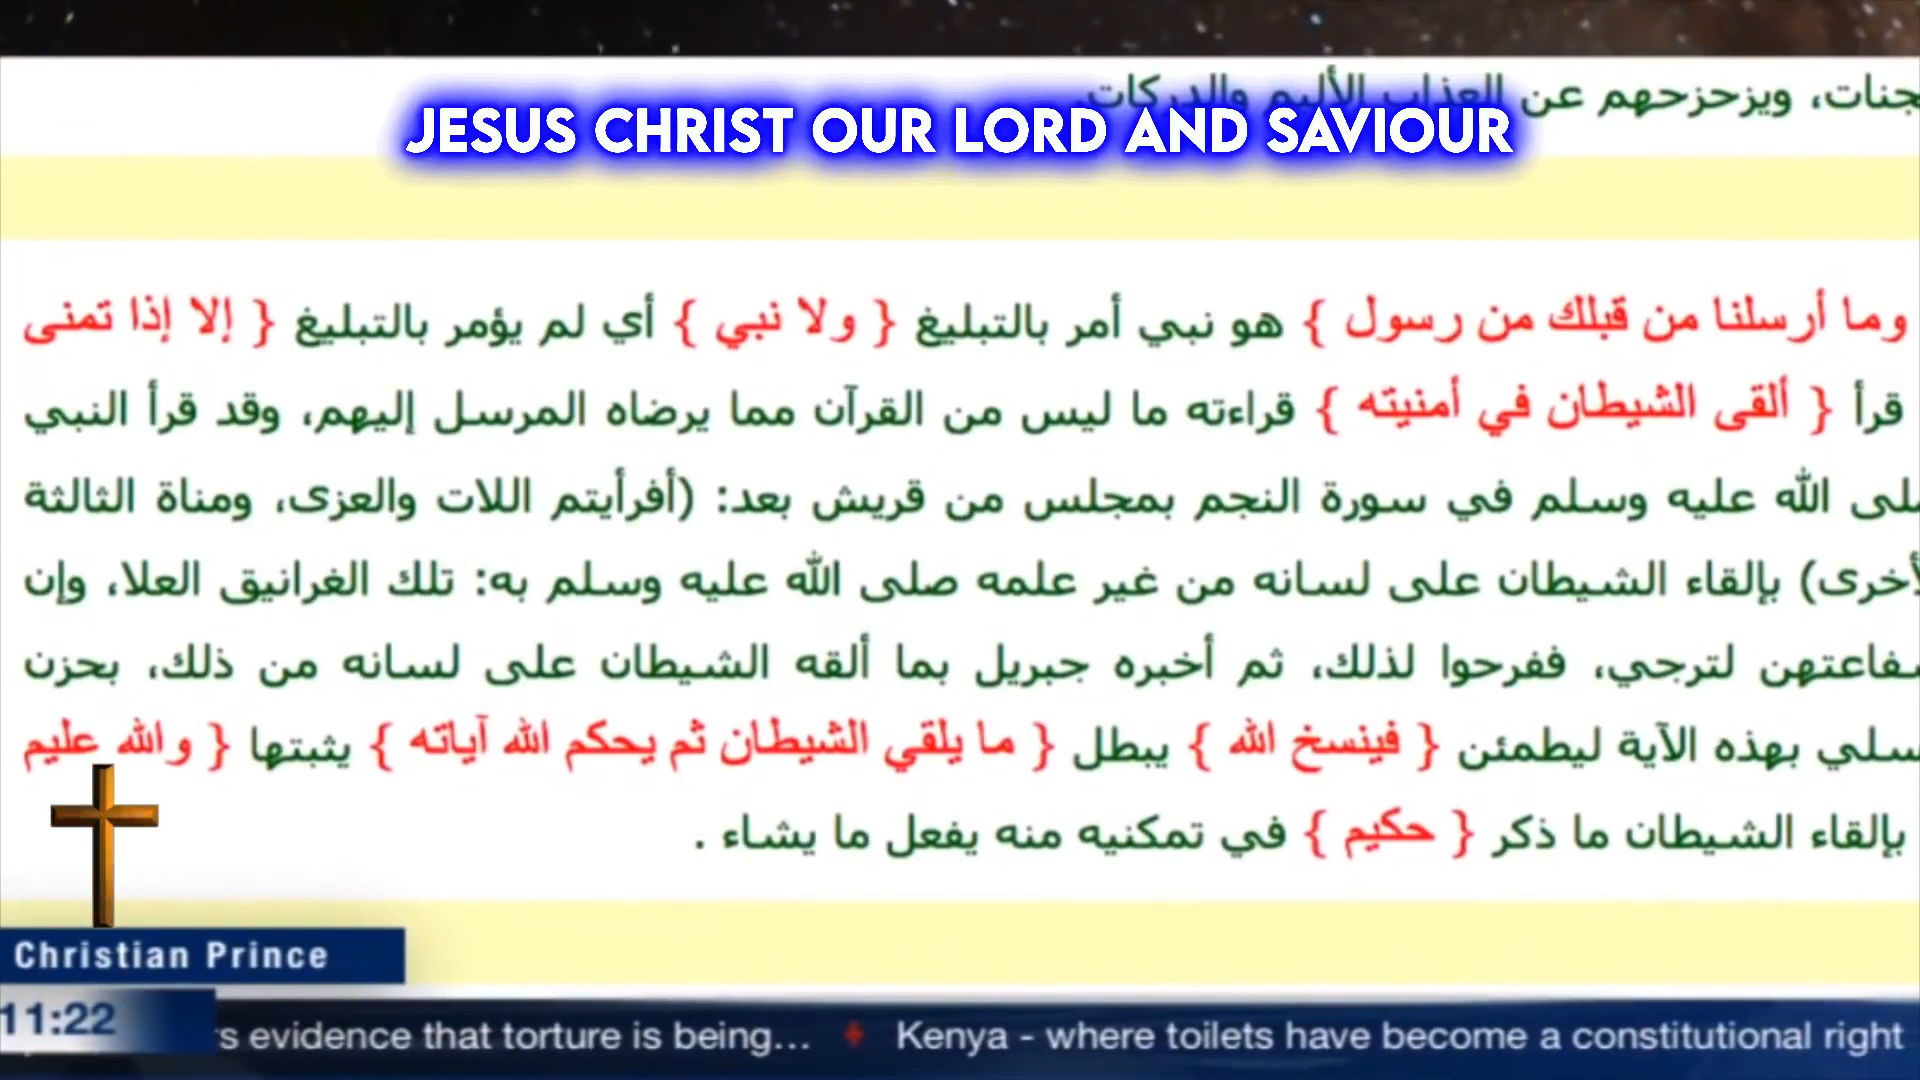 جنات، ويزحزحهم عن العذاب الأليم والدركات.
JESUS CHRIST OUR LORD AND SAVIOUR
وما أرسلنا من قبلك من رسول } هو نبي أمر بالتبليغ { ولا نبي } أي لم يؤمر بالتبليغ { إلا إذا تمنى
قرأ { ألقى الشيطان في أمنيته } قراءته ما ليس من القرآن مما يرضاه المرسل إليهم، وقد قرأ النبي
الله عليه وسلم في سورة النجم بمجلس من قريش بعد: (أفرأيتم اللات والعزى، ومناة الثالثة
أخرى) بإلقاء الشيطان على لسانه من غير علمه صلى الله عليه وسلم به: تلك الغرانيق العلا، وإن
لترجي، ففرحوا لذلك، ثم أخبره جبريل بما ألقه الشيطان على لسانه من ذلك، بحزن
سلي بهذه الآية ليطمئن { فينسخ الله } يبطل { ما يلقي الشيطان ثم يحكم الله آياته } يثبتها { والله عليم
بإلقاء الشيطان ما ذكر { حكيم } في تمكنيه منه يفعل ما يشاء .
Christian Prince
11:22
s evidence that torture is being... Kenya - where toilets have become a constitutional right